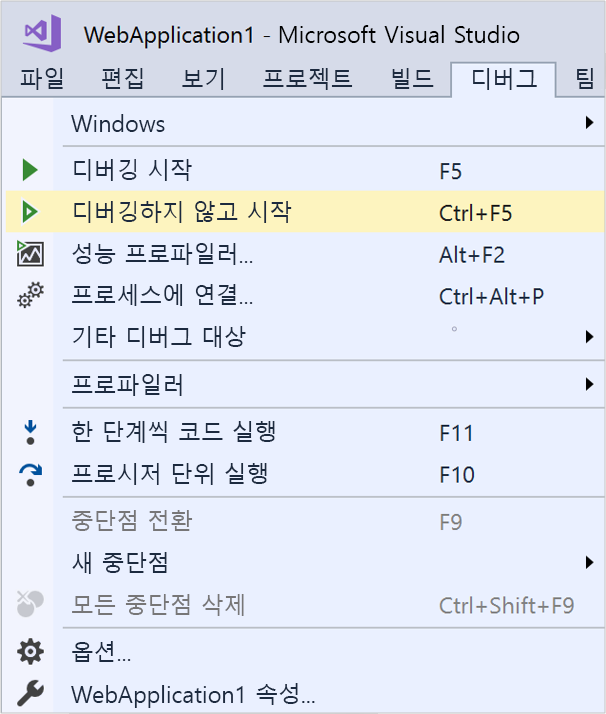 WebApplication1 - Microsoft Visual Studio
파일 편집 보기 프로젝트 빌드 디버그 팀
Windows
디버깅 시작 F5
디버깅하지 않고 시작 Ctrl+F5
성능 프로파일러... Alt+F2
프로세스에 연결... Ctrl+Alt+P
기타 디버그 대상
프로파일러
한 단계씩 코드 실행 F11
프로시저 단위 실행 F10
중단점 전환 F9
새 중단점
모든 중단점 삭제 Ctrl+Shift+F9
옵션...
WebApplication1 속성...